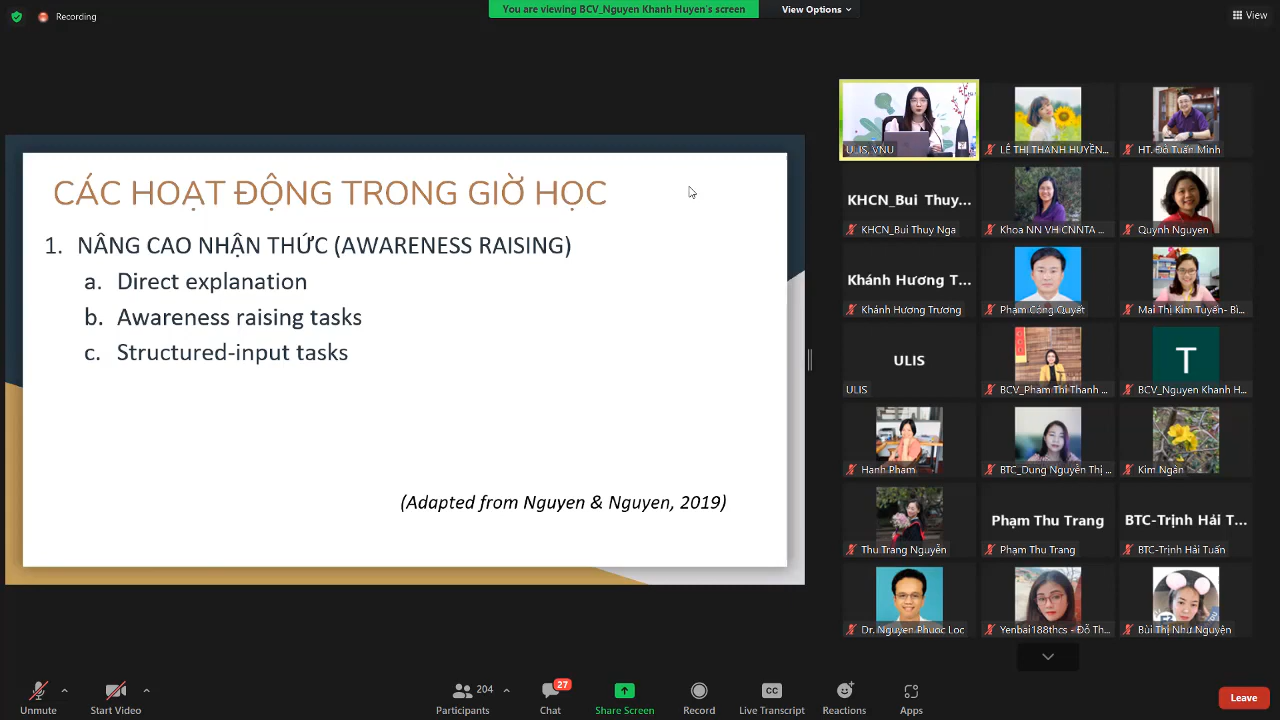 Recording
You are viewing BCV_Nguyen Khanh Huyen's screen
View Options
View
CÁC HOẠT ĐỘNG TRONG GIỜ HỌC
1. NÂNG CAO NHẬN THỨC (AWARENESS RAISING)
a. Direct explanation
b. Awareness raising tasks
c. Structured-input tasks
(Adapted from Nguyen & Nguyen, 2019)
ULIS, VNU
LÊ THỊ THANH HUYỀN...
HT. Đỗ Tuấn Minh
KHCN_Bui Thuy...
KHCN_Bui Thuy Nga
Khoa NN VH CNNTA ...
Quynh Nguyen
Khánh Hương T...
Khánh Hương Trương
Phạm Công Quyết
Mai Thị Kim Tuyến- Bì...
ULIS
ULIS
BCV_Pham Thi Thanh ...
T
BCV_Nguyen Khanh H...
Hanh Pham
BTC_Dung Nguyễn Thị ...
Kim Ngân
Thu Trang Nguyễn
Phạm Thu Trang
Phạm Thu Trang
BTC-Trịnh Hải T...
BTC-Trịnh Hải Tuấn
Dr. Nguyen Phuoc Loc
Yenbai188thcs - Đỗ Th...
Bùi Thị Như Nguyện
Unmute
Start Video
204
Participants
27
Chat
Share Screen
Record
CC
Live Transcript
Reactions
Apps
Leave